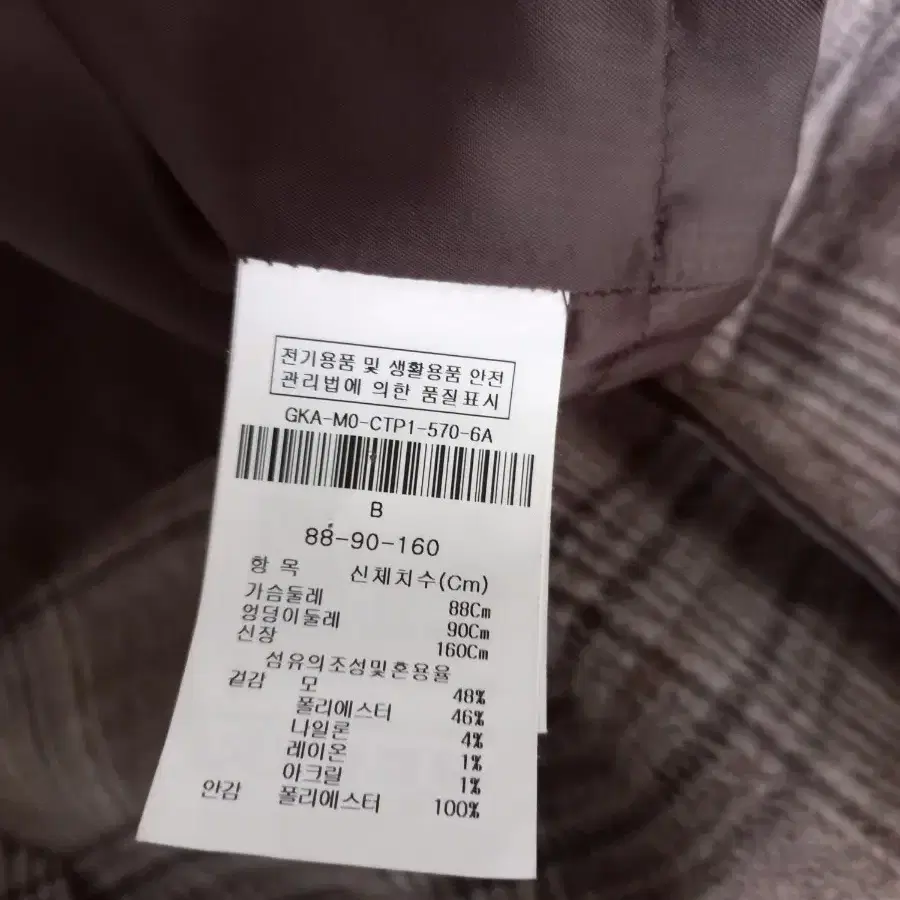 전기용품 및 생활용품 안전
관리법에 의한 품질표시
GKA-M0-CTP1-570-6A
B
88-90-160
항 목 신체치수(Cm)
가슴둘레 88Cm
엉덩이둘레 90Cm
신장 160Cm
섬유의조성및혼용율
겉감 모 48%
폴리에스터 46%
나일론 4%
레이온 1%
아크릴 1%
안감 폴리에스터 100%